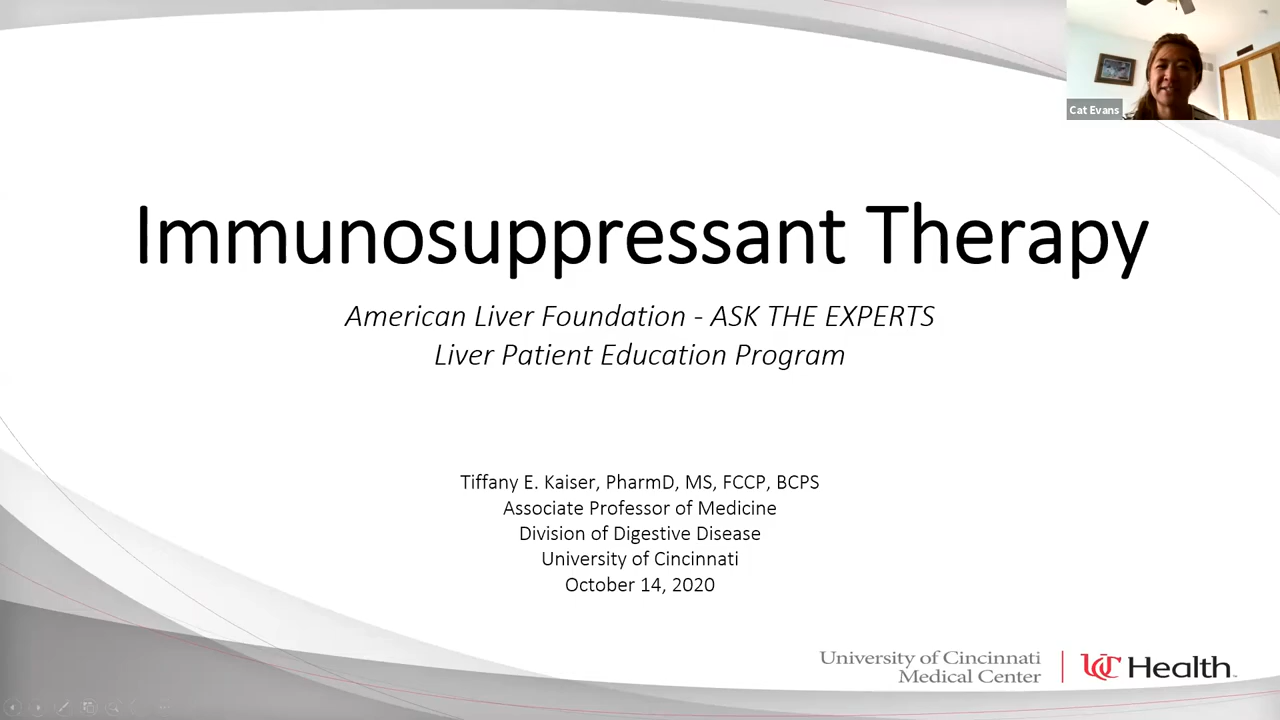 Cat Evans
Immunosuppressant Therapy
American Liver Foundation - ASK THE EXPERTS
Liver Patient Education Program
Tiffany E. Kaiser, PharmD, MS, FCCP, BCPS
Associate Professor of Medicine
Division of Digestive Disease
University of Cincinnati
October 14, 2020
University of Cincinnati
Medical Center
UC Health™